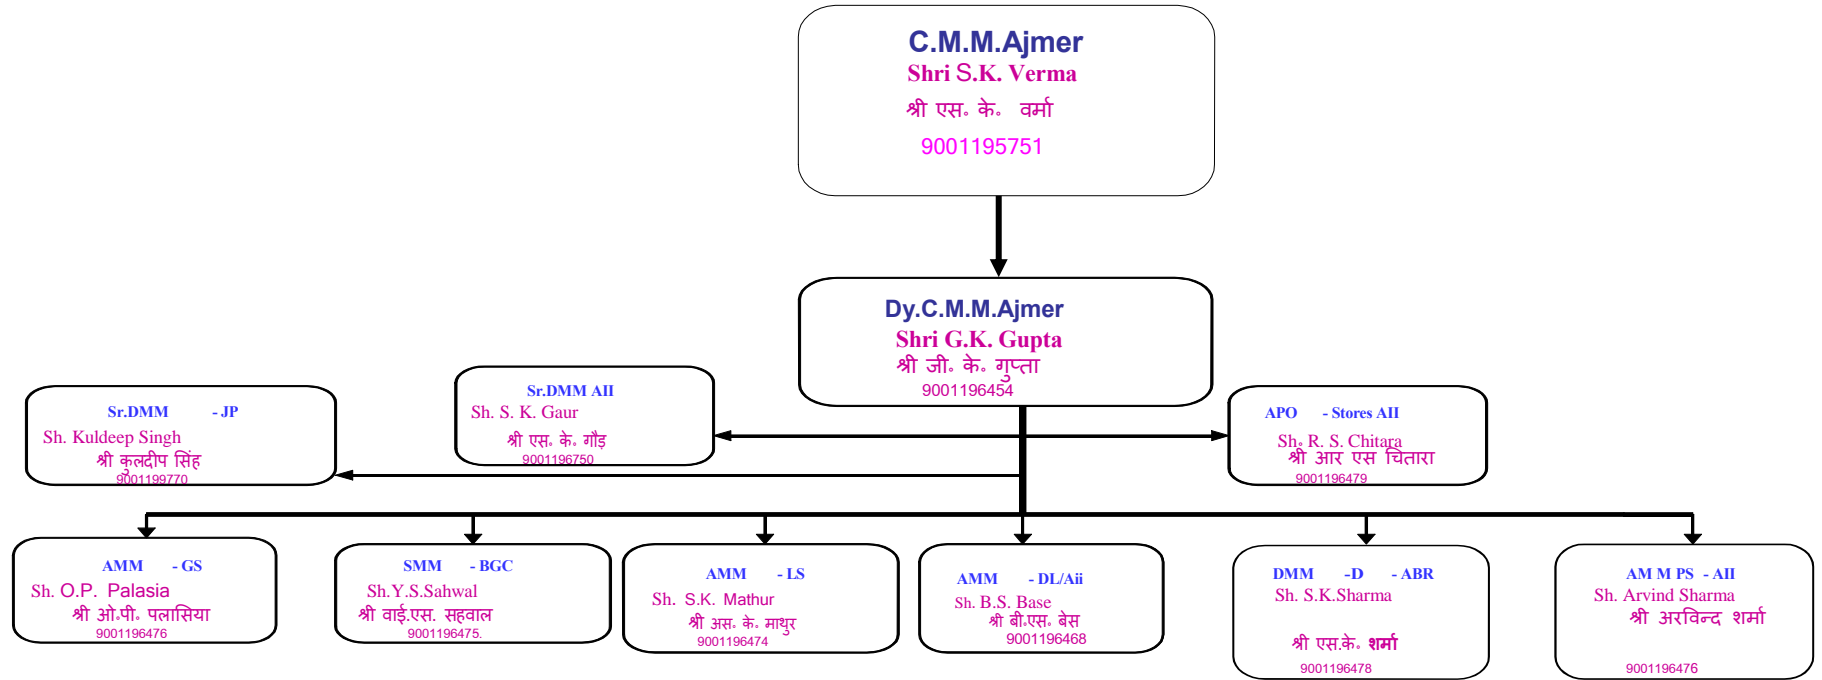 C.M.M.Ajmer
Shri S.K. Verma
श्री एस॰ के॰ वर्मा
9001195751
Dy.C.M.M.Ajmer
Shri G.K. Gupta
श्री जी॰ के॰ गुप्ता
9001196454
Sr.DMM - JP
Sh. Kuldeep Singh
श्री कुलदीप सिंह
9001199770
Sr.DMM AII
Sh. S. K. Gaur
श्री एस॰ के॰ गौड़
9001196750
APO - Stores AII
Sh॰ R. S. Chitara
श्री आर एस चितारा
9001196479
AMM - GS
Sh. O.P. Palasia
श्री ओ॰पी॰ पलासिया
9001196476
SMM - BGC
Sh.Y.S.Sahwal
श्री वाई.एस. सहवाल
9001196475.
AMM - LS
Sh. S.K. Mathur
श्री अस॰ के॰ माथुर
9001196474
AMM - DL/Aii
Sh. B.S. Base
श्री बी॰एस॰ बेस
9001196468
DMM -D - ABR
Sh. S.K.Sharma
श्री एस.के॰ शर्मा
9001196478
AM M PS - AII
Sh. Arvind Sharma
श्री अरविन्द शर्मा
9001196476